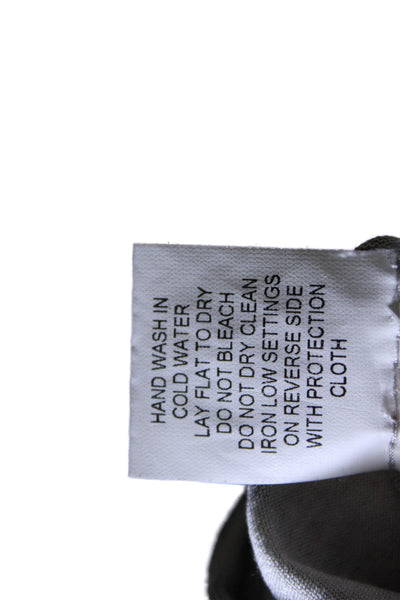 HAND WASH IN
COLD WATER
LAY FLAT TO DRY
DO NOT BLEACH
DO NOT DRY CLEAN
IRON LOW SETTINGS
ON REVERSE SIDE
WITH PROTECTION
CLOTH